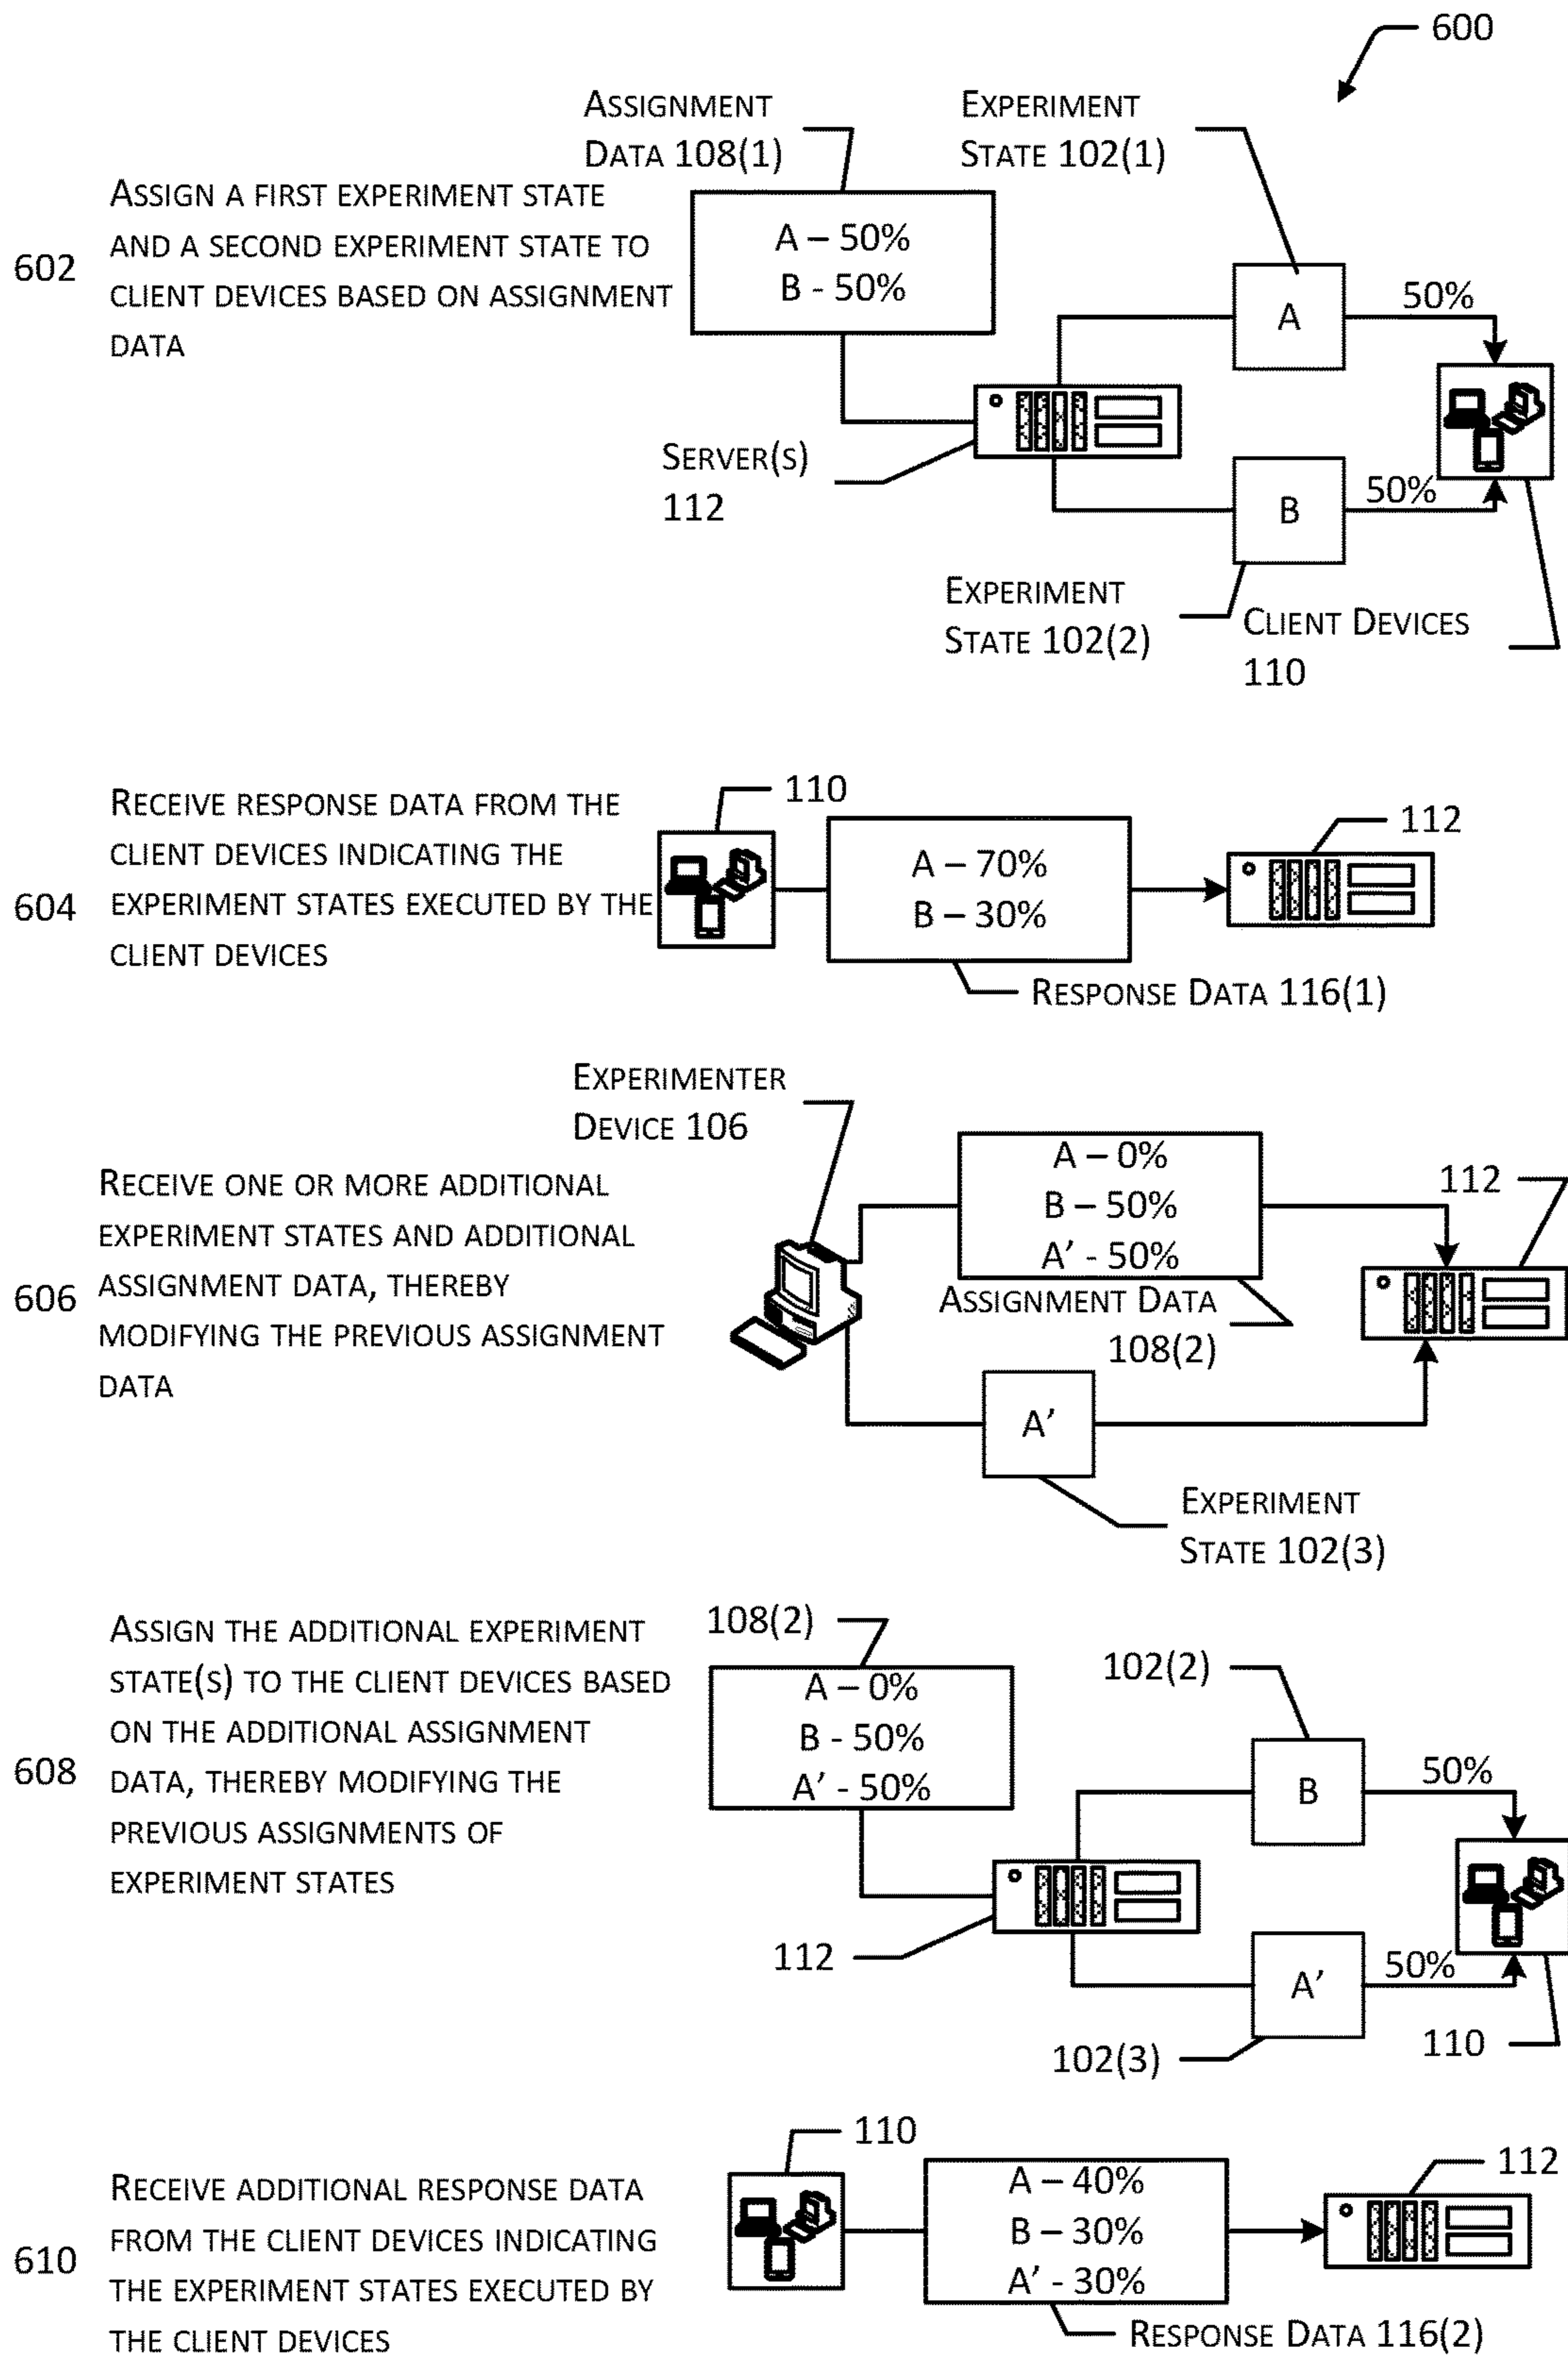 600
ASSIGNMENT
DATA 108(1)
EXPERIMENT
STATE 102(1)
602
ASSIGN A FIRST EXPERIMENT STATE
AND A SECOND EXPERIMENT STATE TO
CLIENT DEVICES BASED ON ASSIGNMENT
DATA
A – 50%
B - 50%
A
50%
SERVER(S)
112
B
50%
EXPERIMENT
STATE 102(2)
CLIENT DEVICES
110
604
RECEIVE RESPONSE DATA FROM THE
CLIENT DEVICES INDICATING THE
EXPERIMENT STATES EXECUTED BY THE
CLIENT DEVICES
110
A – 70%
B – 30%
112
RESPONSE DATA 116(1)
EXPERIMENTER
DEVICE 106
606
RECEIVE ONE OR MORE ADDITIONAL
EXPERIMENT STATES AND ADDITIONAL
ASSIGNMENT DATA, THEREBY
MODIFYING THE PREVIOUS ASSIGNMENT
DATA
A – 0%
B – 50%
A' - 50%
112
ASSIGNMENT DATA
108(2)
A'
EXPERIMENT
STATE 102(3)
608
ASSIGN THE ADDITIONAL EXPERIMENT
STATE(S) TO THE CLIENT DEVICES BASED
ON THE ADDITIONAL ASSIGNMENT
DATA, THEREBY MODIFYING THE
PREVIOUS ASSIGNMENTS OF
EXPERIMENT STATES
108(2)
A – 0%
B - 50%
A' - 50%
102(2)
B
50%
112
A'
50%
102(3)
110
610
RECEIVE ADDITIONAL RESPONSE DATA
FROM THE CLIENT DEVICES INDICATING
THE EXPERIMENT STATES EXECUTED BY
THE CLIENT DEVICES
110
A – 40%
B – 30%
A' - 30%
112
RESPONSE DATA 116(2)